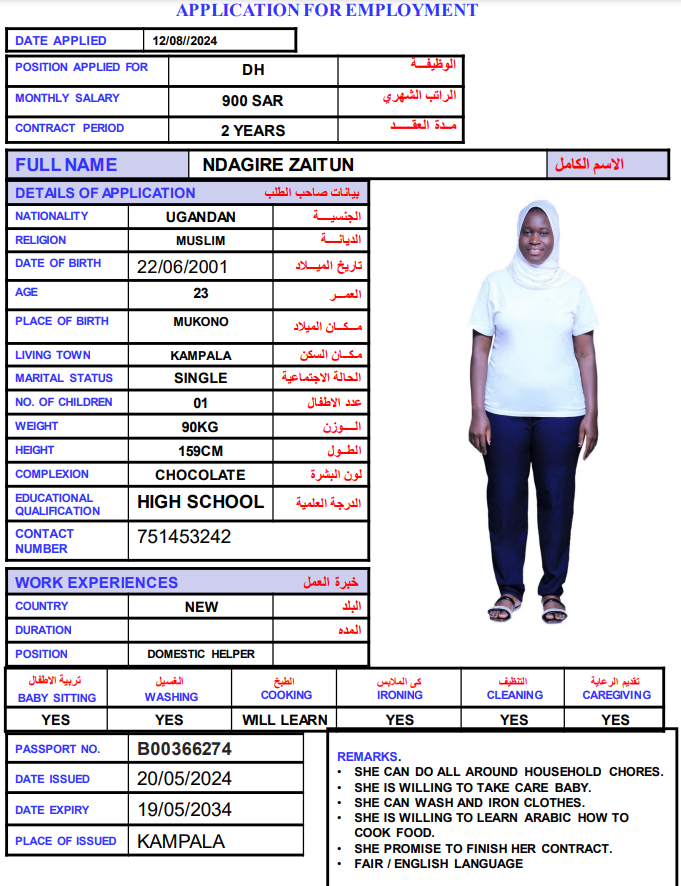 APPLICATION FOR EMPLOYMENT
DATE APPLIED 12/08//2024
POSITION APPLIED FOR DH الوظيفـــة
MONTHLY SALARY 900 SAR الراتب الشهري
CONTRACT PERIOD 2 YEARS مـدة العقـــد
FULL NAME NDAGIRE ZAITUN الاسم الكامل
DETAILS OF APPLICATION بيانات صاحب الطلب
NATIONALITY UGANDAN الجنسيـــة
RELIGION MUSLIM الديانـــة
DATE OF BIRTH 22/06/2001 تاريخ الميـــلاد
AGE 23 العمـــر
PLACE OF BIRTH MUKONO مـكـــان الميلاد
LIVING TOWN KAMPALA مكـان السكن
MARITAL STATUS SINGLE الحالة الاجتماعية
NO. OF CHILDREN 01 عدد الاطفال
WEIGHT 90KG الـــوزن
HEIGHT 159CM الطـول
COMPLEXION CHOCOLATE لون البشرة
EDUCATIONAL QUALIFICATION HIGH SCHOOL الدرجة العلمية
CONTACT NUMBER 751453242
WORK EXPERIENCES خبرة العمل
COUNTRY NEW البلد
DURATION المده
POSITION DOMESTIC HELPER
تربية الاطفال الغسيل الطبخ كى الملابس التنظيف تقديم الرعاية
BABY SITTING WASHING COOKING IRONING CLEANING CAREGIVING
YES YES WILL LEARN YES YES YES
PASSPORT NO. B00366274
DATE ISSUED 20/05/2024
DATE EXPIRY 19/05/2034
PLACE OF ISSUED KAMPALA
REMARKS.
• SHE CAN DO ALL AROUND HOUSEHOLD CHORES.
• SHE IS WILLING TO TAKE CARE BABY.
• SHE CAN WASH AND IRON CLOTHES.
• SHE IS WILLING TO LEARN ARABIC HOW TO
COOK FOOD.
• SHE PROMISE TO FINISH HER CONTRACT.
• FAIR / ENGLISH LANGUAGE